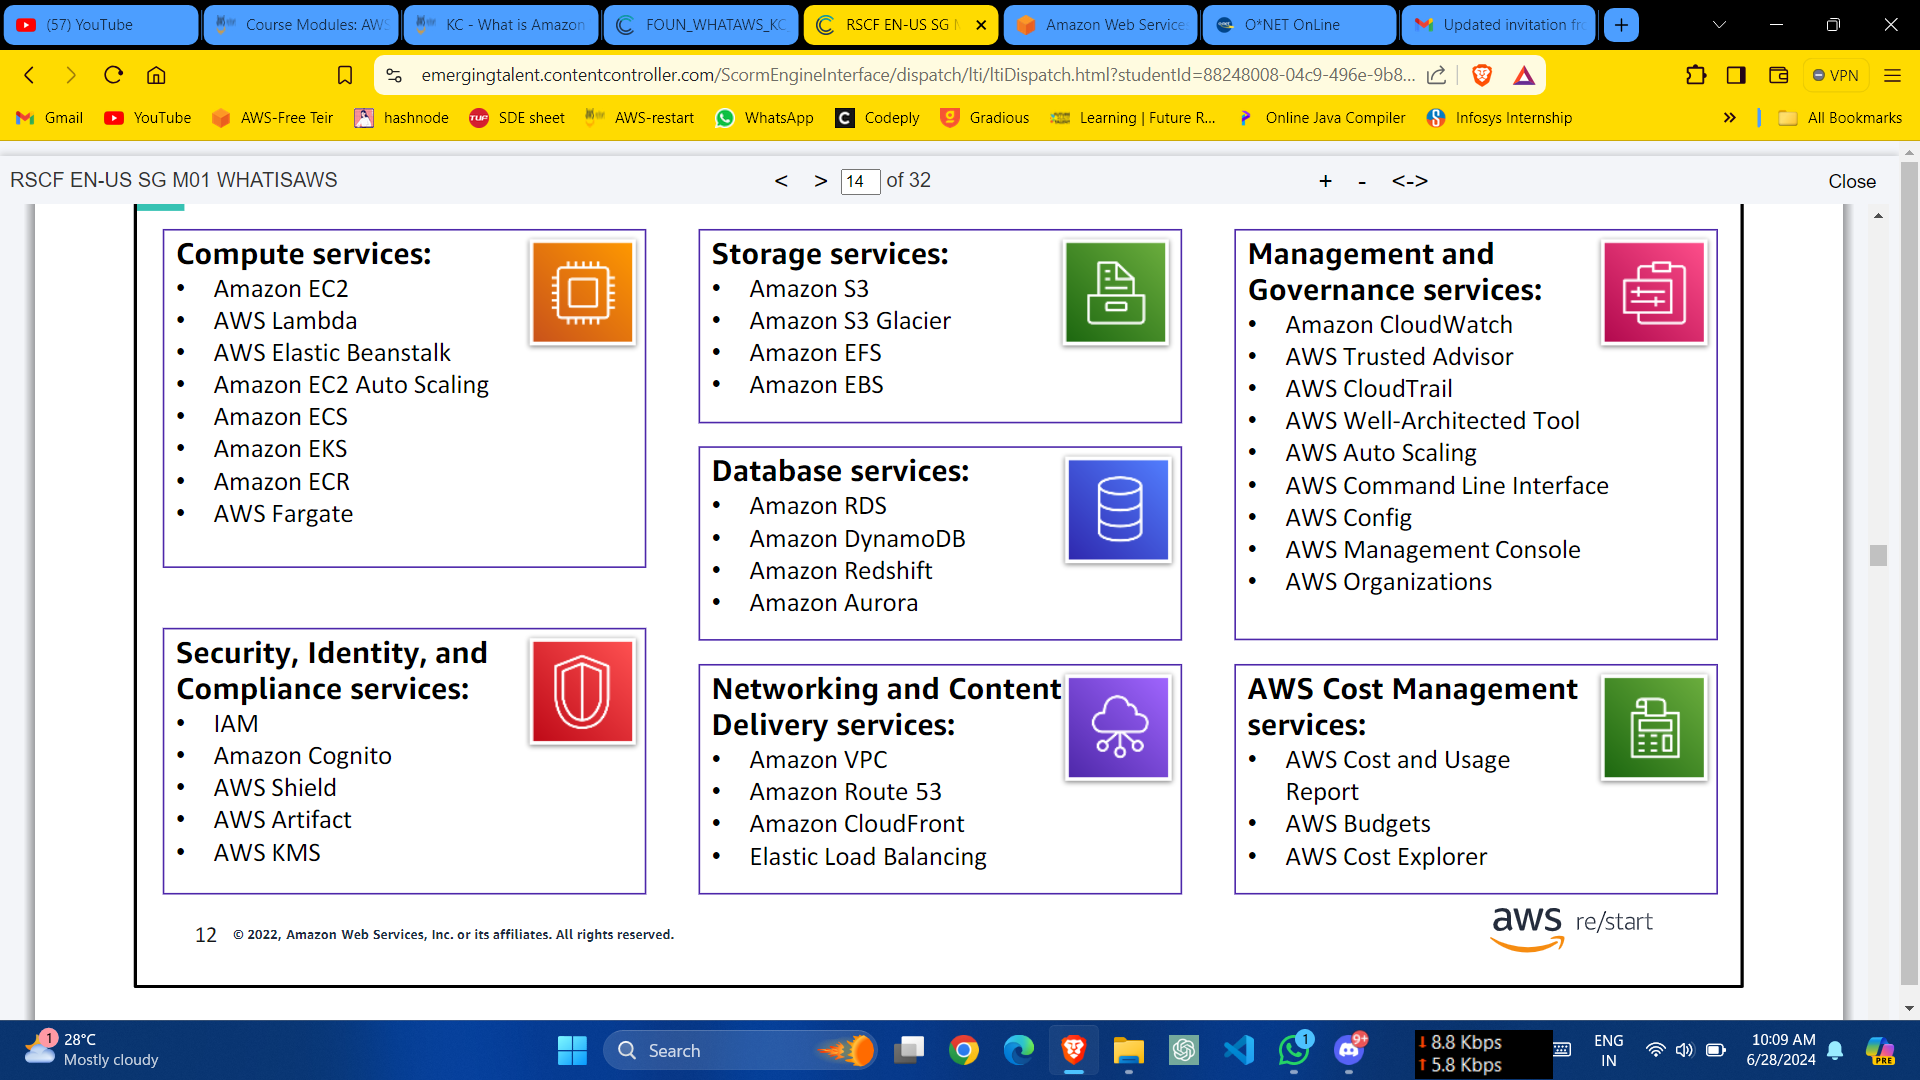 (57) YouTube
Course Modules: AWS
KC - What is Amazon
FOUN_WHATAWS_KC
RSCF EN-US SG M
Amazon Web Service
O*NET OnLine
Updated invitation fro
emergingtalent.contentcontroller.com/ScormEngineInterface/dispatch/lti/ltiDispatch.html?studentId=88248008-04c9-496e-9b8...
VPN
Gmail
YouTube
AWS-Free Teir
hashnode
SDE sheet
AWS-restart
WhatsApp
Codeply
Gradious
Learning | Future R...
Online Java Compiler
Infosys Internship
All Bookmarks
RSCF EN-US SG M01 WHATISAWS
< > 14 of 32
+ - <->
Close
Compute services:
• Amazon EC2
• AWS Lambda
• AWS Elastic Beanstalk
• Amazon EC2 Auto Scaling
• Amazon ECS
• Amazon EKS
• Amazon ECR
• AWS Fargate
Security, Identity, and
Compliance services:
• IAM
• Amazon Cognito
• AWS Shield
• AWS Artifact
• AWS KMS
Storage services:
• Amazon S3
• Amazon S3 Glacier
• Amazon EFS
• Amazon EBS
Database services:
• Amazon RDS
• Amazon DynamoDB
• Amazon Redshift
• Amazon Aurora
Networking and Content
Delivery services:
• Amazon VPC
• Amazon Route 53
• Amazon CloudFront
• Elastic Load Balancing
Management and
Governance services:
• Amazon CloudWatch
• AWS Trusted Advisor
• AWS CloudTrail
• AWS Well-Architected Tool
• AWS Auto Scaling
• AWS Command Line Interface
• AWS Config
• AWS Management Console
• AWS Organizations
AWS Cost Management
services:
• AWS Cost and Usage
Report
• AWS Budgets
• AWS Cost Explorer
12 © 2022, Amazon Web Services, Inc. or its affiliates. All rights reserved.
aws re/start
1
28°C
Mostly cloudy
Search
1
9+
↓ 8.8 Kbps
↑ 5.8 Kbps
ENG
IN
10:09 AM
6/28/2024
PRE